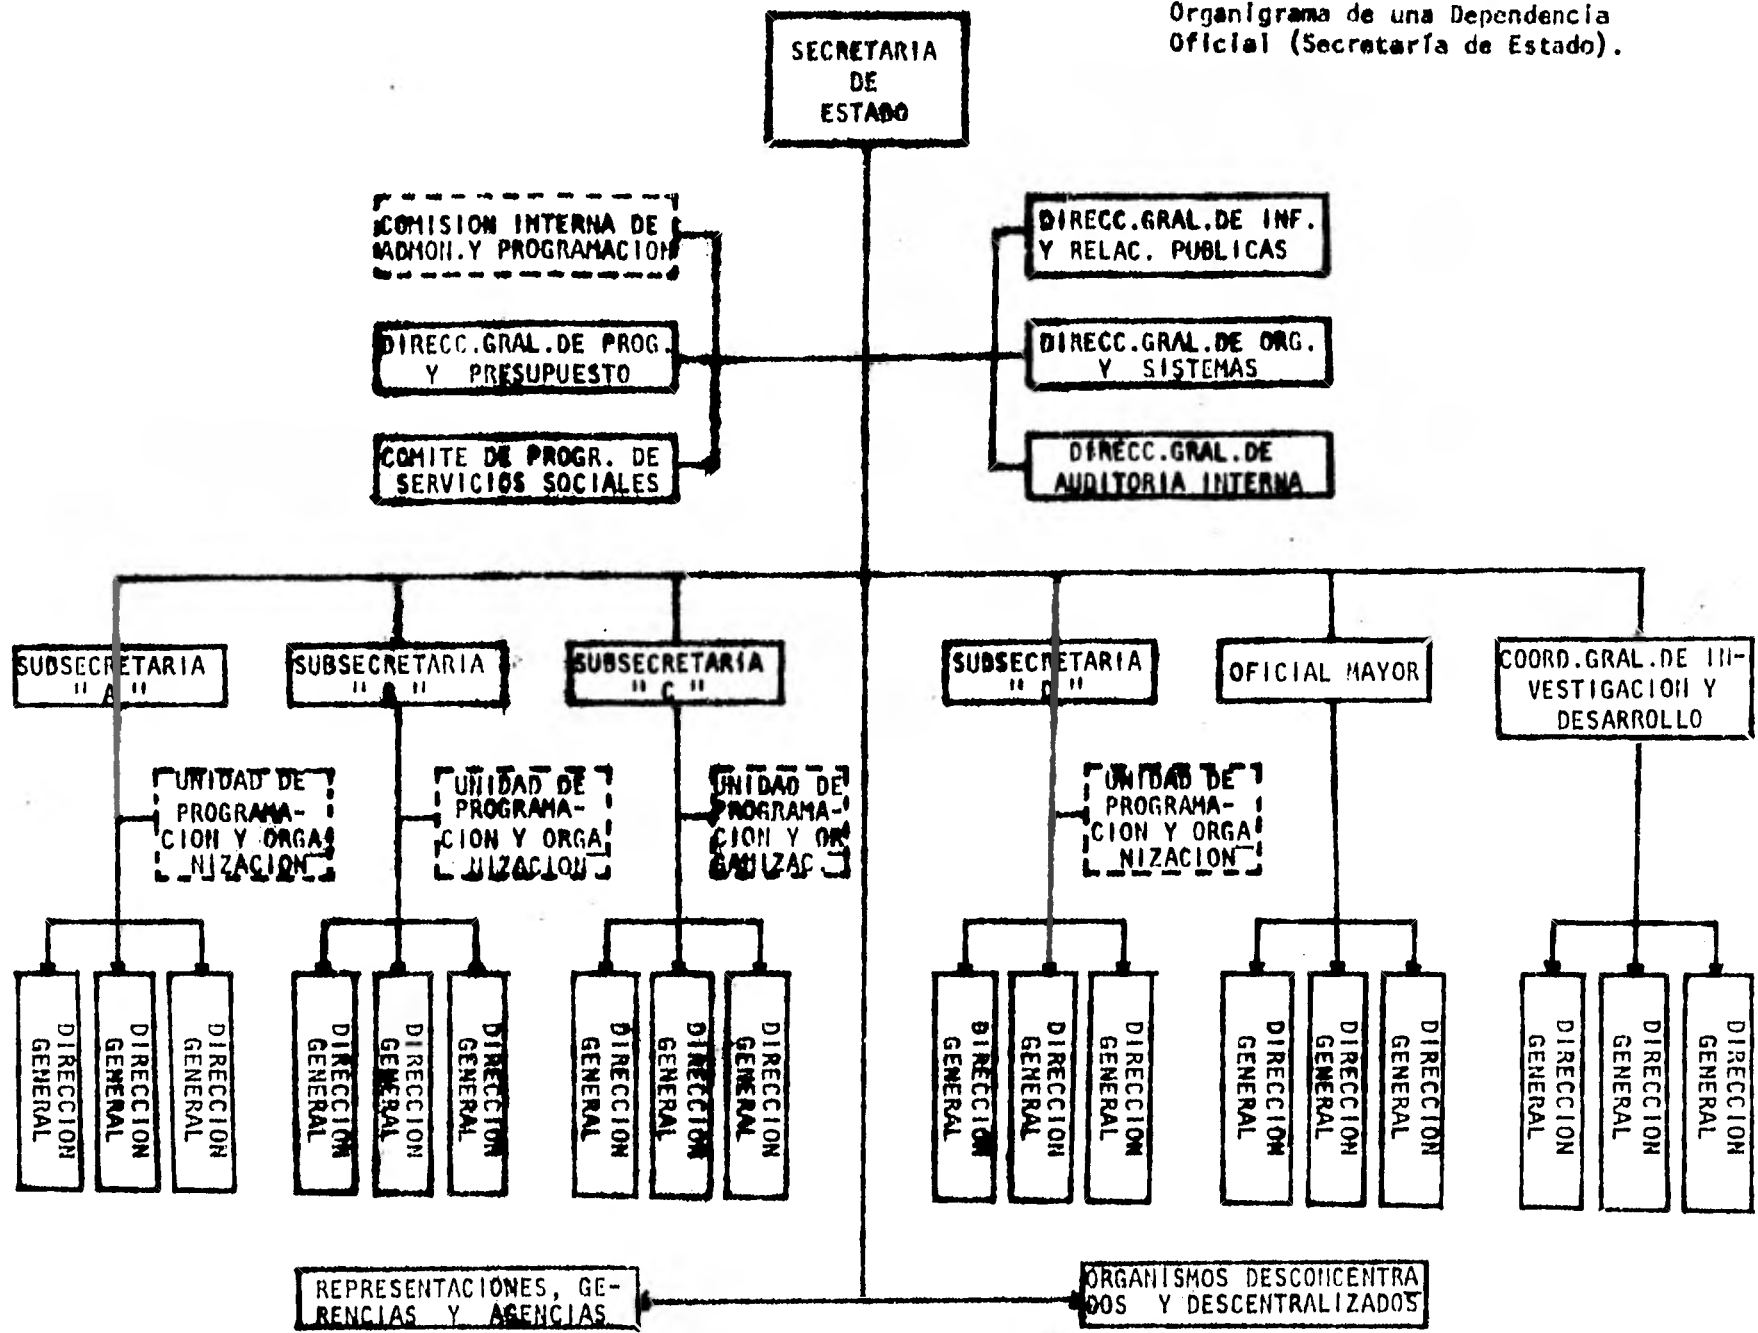 Organigrama de una Dependencia
Oficial (Secretaría de Estado).
SECRETARIA
DE
ESTADO
COMISION INTERNA DE
ADMON.Y PROGRAMACION
DIRECC.GRAL.DE INF.
Y RELAC. PUBLICAS
DIRECC.GRAL.DE PROG.
Y PRESUPUESTO
DIRECC.GRAL.DE ORG.
Y SISTEMAS
COMITE DE PROGR. DE
SERVICIOS SOCIALES
DIRECC.GRAL.DE
AUDITORIA INTERNA
SUBSECRETARIA
" A "
SUBSECRETARIA
" B "
SUBSECRETARIA
" C "
SUBSECRETARIA
" D "
OFICIAL MAYOR
COORD.GRAL.DE IN-
VESTIGACION Y
DESARROLLO
UNIDAD DE
PROGRAMA-
CION Y ORGA
NIZACION
UNIDAD DE
PROGRAMA-
CION Y ORGA
NIZACION
UNIDAD DE
PROGRAMA-
CION Y OR
GANIZAC.
UNIDAD DE
PROGRAMA-
CION Y ORGA
NIZACION
DIRECCION
GENERAL
DIRECCION
GENERAL
DIRECCION
GENERAL
DIRECCION
GENERAL
DIRECCION
GENERAL
DIRECCION
GENERAL
DIRECCION
GENERAL
DIRECCION
GENERAL
DIRECCION
GENERAL
DIRECCION
GENERAL
DIRECCION
GENERAL
DIRECCION
GENERAL
DIRECCION
GENERAL
DIRECCION
GENERAL
DIRECCION
GENERAL
DIRECCION
GENERAL
DIRECCION
GENERAL
DIRECCION
GENERAL
REPRESENTACIONES, GE-
RENCIAS Y AGENCIAS
ORGANISMOS DESCONCENTRA
DOS Y DESCENTRALIZADOS